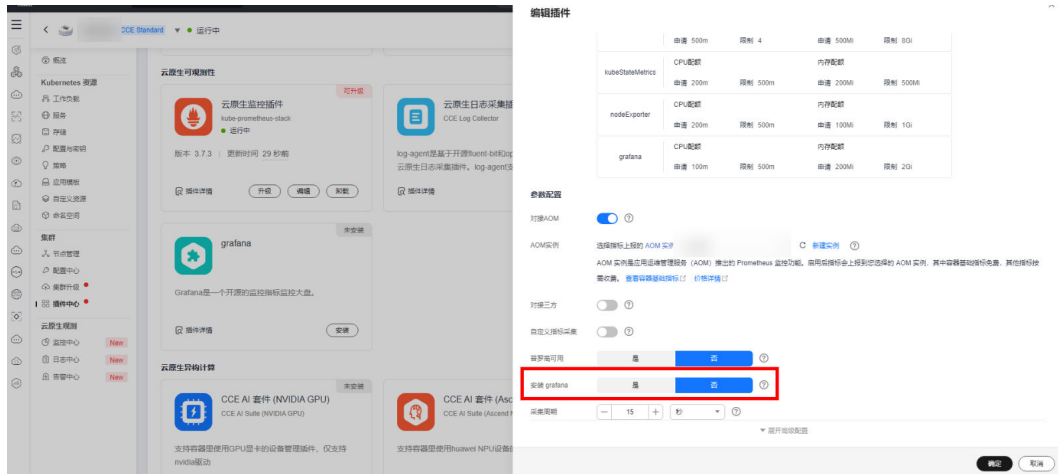 CCE Standard
运行中
概览
Kubernetes 资源
工作负载
服务
存储
配置与密钥
策略
应用模板
自定义资源
命名空间
集群
节点管理
配置中心
集群升级
插件中心
云原生观测
监控中心 New
日志中心 New
告警中心 New
云原生可观测性
可升级
云原生监控插件
kube-prometheus-stack
运行中
版本 3.7.3 更新时间 29 秒前
插件详情 升级 编辑 卸载
云原生日志采集插
CCE Log Collector
log-agent是基于开源fluent-bit和op
云原生日志采集插件。log-agent支
插件详情
未安装
grafana
Grafana是一个开源的监控指标监控大盘。
插件详情 安装
云原生异构计算
未安装
CCE AI 套件 (NVIDIA GPU)
CCE AI Suite (NVIDIA GPU)
支持容器里使用GPU显卡的设备管理插件，仅支持
nvidia驱动
CCE AI 套件 (Asc
CCE AI Suite (Ascend N
支持容器里使用huawei NPU设备的
编辑插件
申请 500m 限制 4 申请 500Mi 限制 8Gi
kubeStateMetrics
CPU配额 内存配额
申请 200m 限制 500m 申请 200Mi 限制 500Mi
nodeExporter
CPU配额 内存配额
申请 200m 限制 500m 申请 100Mi 限制 1Gi
grafana
CPU配额 内存配额
申请 100m 限制 500m 申请 200Mi 限制 2Gi
参数配置
对接AOM
AOM实例 选择指标上报的 AOM 实例 新建实例
AOM 实例是应用运维管理服务（AOM）推出的 Prometheus 监控功能。启用后指标会上报到您选择的 AOM 实例，其中容器基础指标免费，其他指标按
需收费。 查看容器基础指标 价格详情
对接三方
自定义指标采集
普罗高可用 是 否
安装 grafana 是 否
采集周期 15 秒
展开高级配置
确定 取消